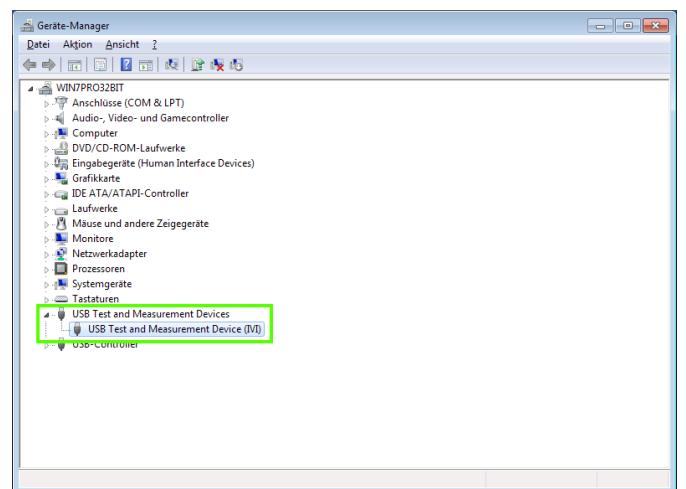 Geräte-Manager
Datei Aktion Ansicht ?
WIN7PRO32BIT
Anschlüsse (COM & LPT)
Audio-, Video- und Gamecontroller
Computer
DVD/CD-ROM-Laufwerke
Eingabegeräte (Human Interface Devices)
Grafikkarte
IDE ATA/ATAPI-Controller
Laufwerke
Mäuse und andere Zeigegeräte
Monitore
Netzwerkadapter
Prozessoren
Systemgeräte
Tastaturen
USB Test and Measurement Devices
USB Test and Measurement Device (IVI)
USB-Controller